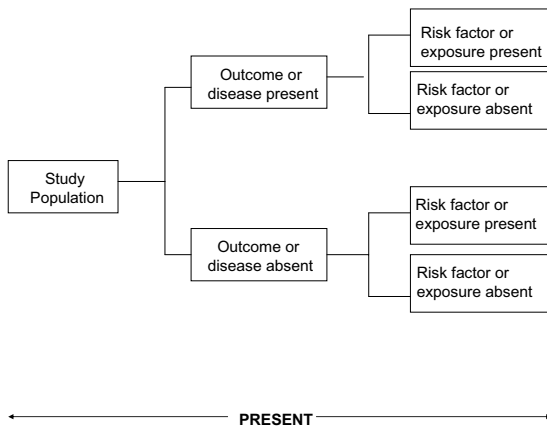 Risk factor or
exposure present
Outcome or
disease present
Risk factor or
exposure absent
Study
Population
Risk factor or
exposure present
Outcome or
disease absent
Risk factor or
exposure absent
PRESENT